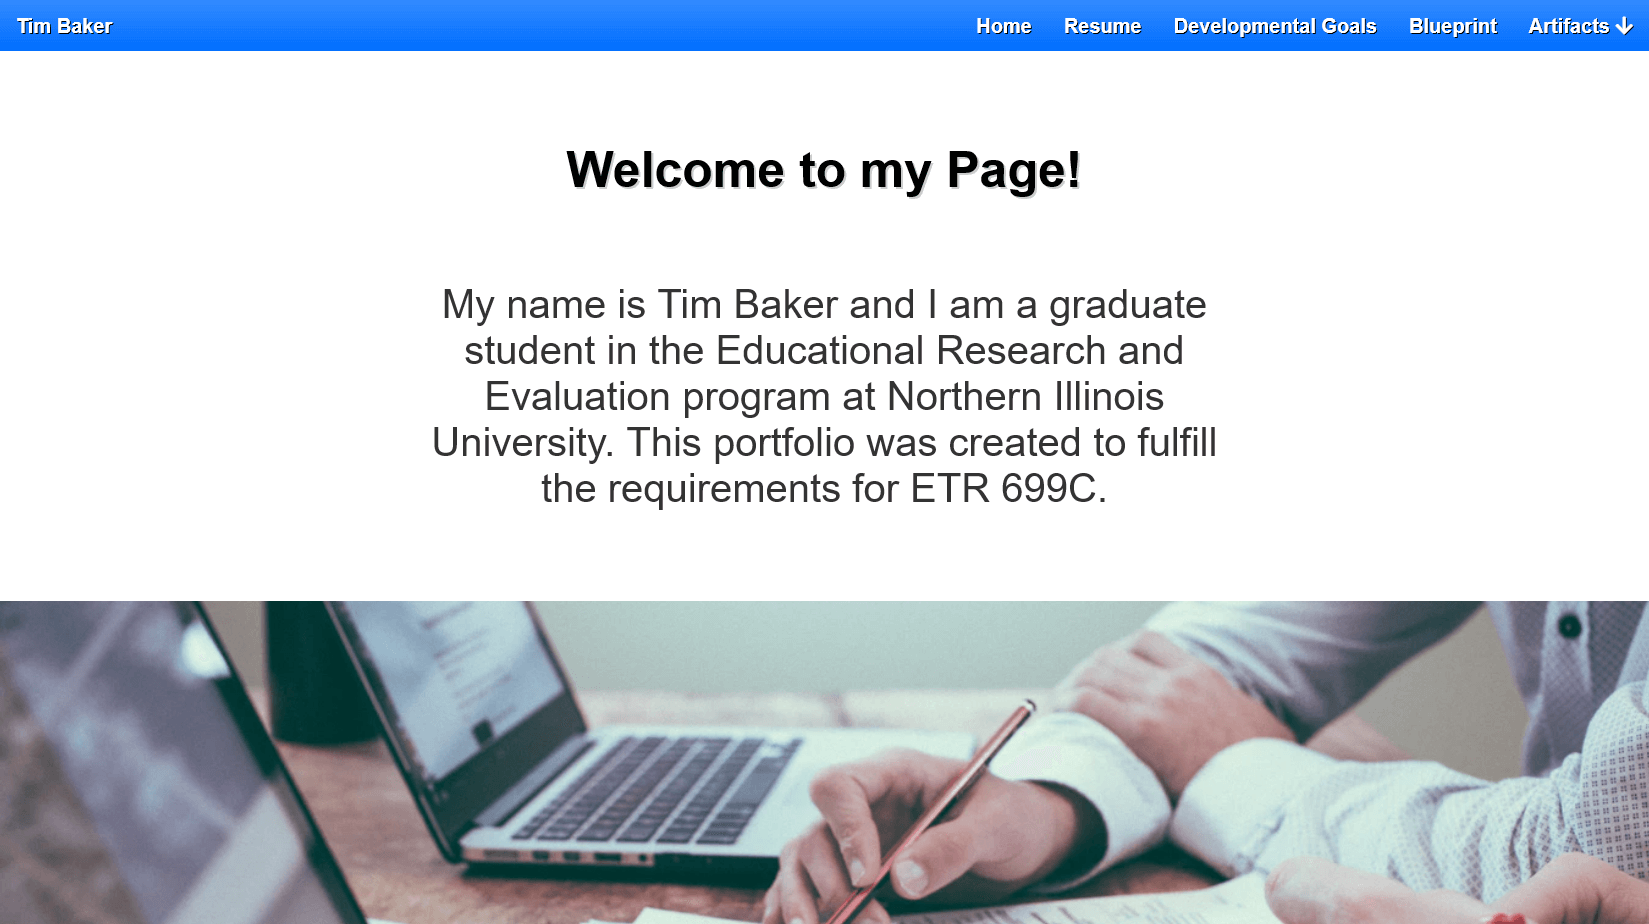 Tim Baker
Home Resume Developmental Goals Blueprint Artifacts
Welcome to my Page!
My name is Tim Baker and I am a graduate
student in the Educational Research and
Evaluation program at Northern Illinois
University. This portfolio was created to fulfill
the requirements for ETR 699C.